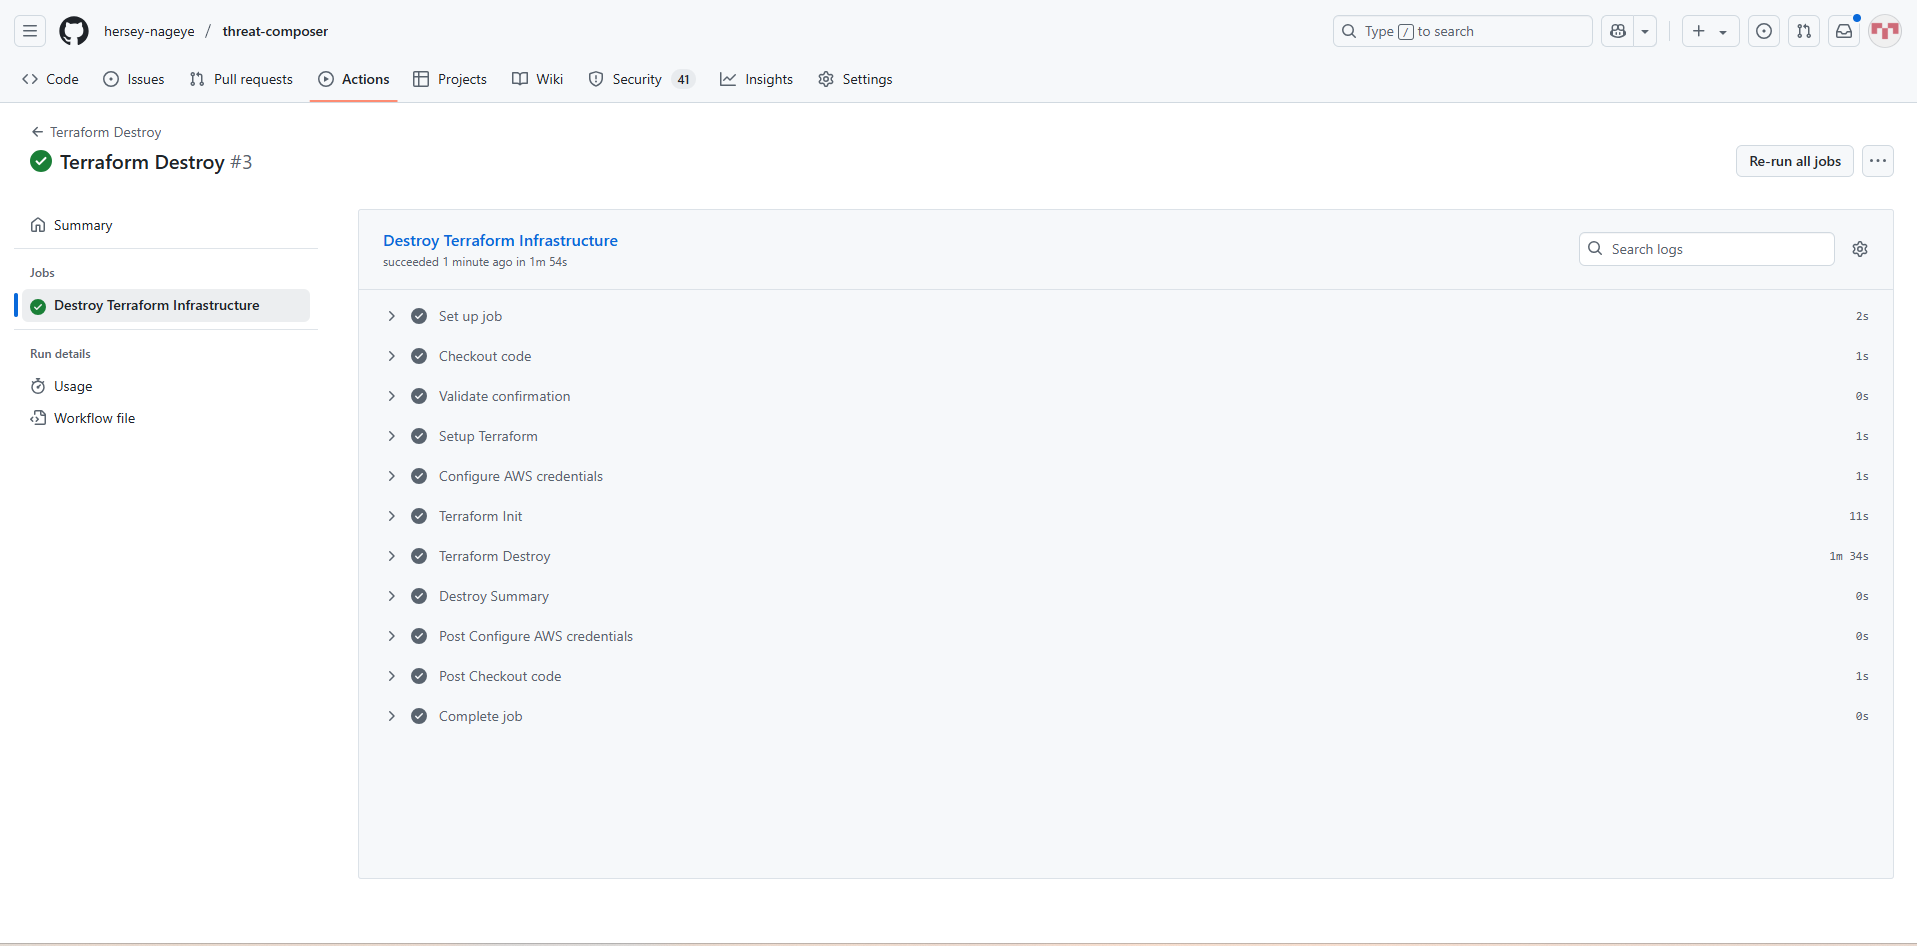 hersey-nageye / threat-composer
Type / to search
Code
Issues
Pull requests
Actions
Projects
Wiki
Security 41
Insights
Settings
Terraform Destroy
Terraform Destroy #3
Re-run all jobs
Summary
Jobs
Destroy Terraform Infrastructure
Run details
Usage
Workflow file
Destroy Terraform Infrastructure
succeeded 1 minute ago in 1m 54s
Search logs
Set up job 2s
Checkout code 1s
Validate confirmation 0s
Setup Terraform 1s
Configure AWS credentials 1s
Terraform Init 11s
Terraform Destroy 1m 34s
Destroy Summary 0s
Post Configure AWS credentials 0s
Post Checkout code 1s
Complete job 0s